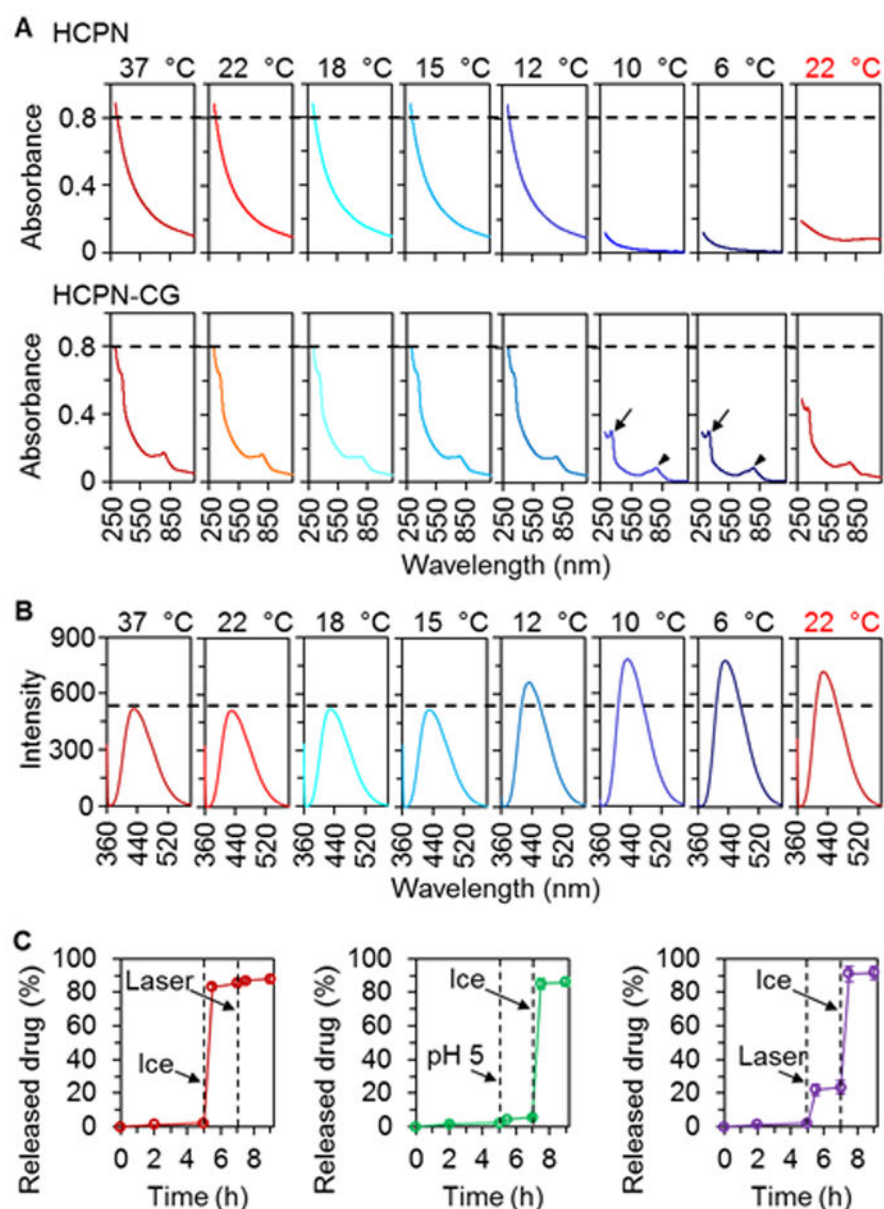 A HCPN
37 °C 22 °C 18 °C 15 °C 12 °C 10 °C 6 °C 22 °C
Absorbance
0.8
0.4
0
HCPN-CG
Absorbance
0.8
0.4
0
250 550 850 250 550 850 250 550 850 250 550 850 250 550 850 250 550 850 250 550 850 250 550 850
Wavelength (nm)
B
37 °C 22 °C 18 °C 15 °C 12 °C 10 °C 6 °C 22 °C
Intensity
900
600
300
0
360 440 520 360 440 520 360 440 520 360 440 520 360 440 520 360 440 520 360 440 520 360 440 520
Wavelength (nm)
C
Released drug (%)
100
80
60
40
20
0
Laser
Ice
0 2 4 6 8
Time (h)
Released drug (%)
100
80
60
40
20
0
Ice
pH 5
0 2 4 6 8
Time (h)
Released drug (%)
100
80
60
40
20
0
Ice
Laser
0 2 4 6 8
Time (h)